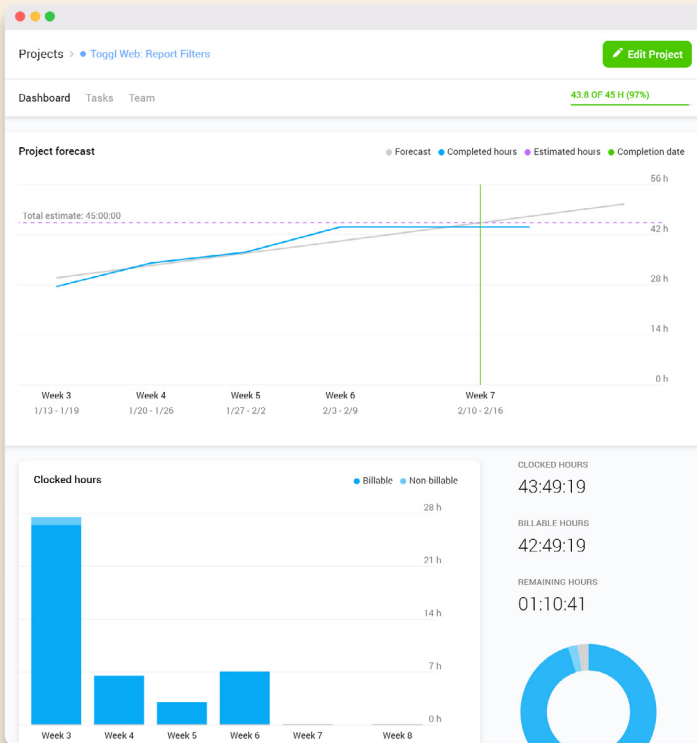 Projects > Toggl Web: Report Filters
Edit Project
Dashboard Tasks Team
43.8 OF 45 H (97%)
Project forecast
Forecast Completed hours Estimated hours Completion date
56 h
Total estimate: 45:00:00
42 h
28 h
14 h
0 h
Week 3 Week 4 Week 5 Week 6 Week 7
1/13 - 1/19 1/20 - 1/26 1/27 - 2/2 2/3 - 2/9 2/10 - 2/16
Clocked hours
Billable Non billable
28 h
21 h
14 h
7 h
0 h
Week 3 Week 4 Week 5 Week 6 Week 7 Week 8
CLOCKED HOURS
43:49:19
BILLABLE HOURS
42:49:19
REMAINING HOURS
01:10:41